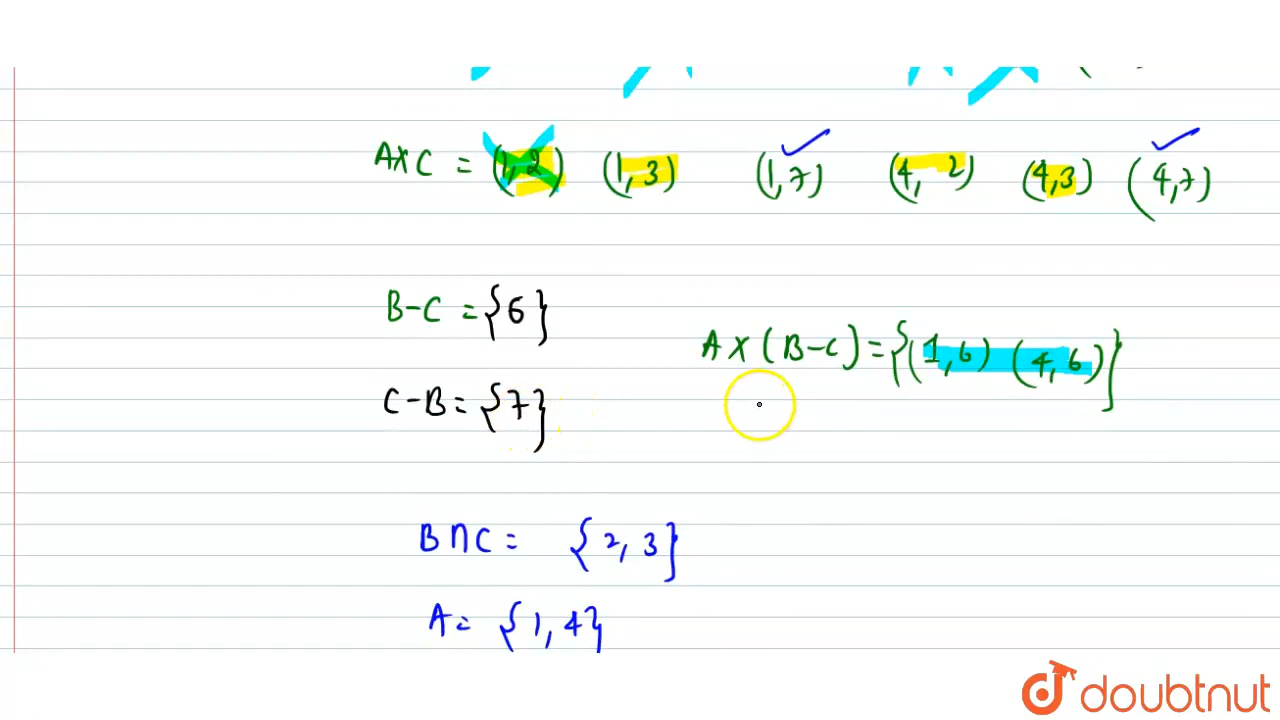 A X C = (1, 2) (1, 3) (1, 7) (4, 2) (4, 3) (4, 7)
B - C = {6}
A X (B - C) = {(1, 6) (4, 6)}
C - B = {7}
B ∩ C = {2, 3}
A = {1, 4}
doubtnut